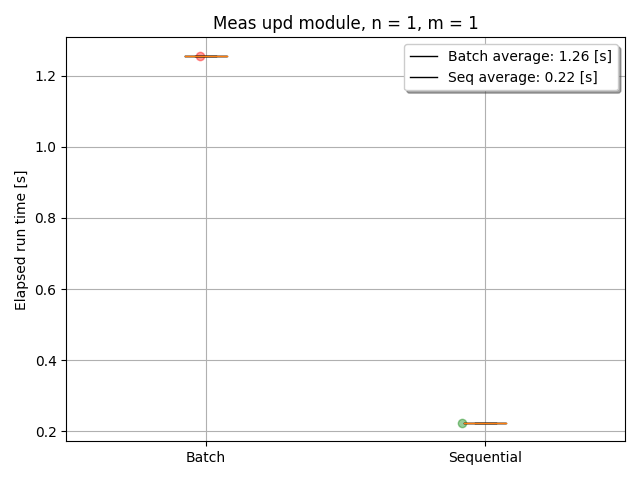 Meas upd module, n = 1, m = 1
Batch average: 1.26 [s]
Seq average: 0.22 [s]
Elapsed run time [s]
1.2
1.0
0.8
0.6
0.4
0.2
Batch
Sequential